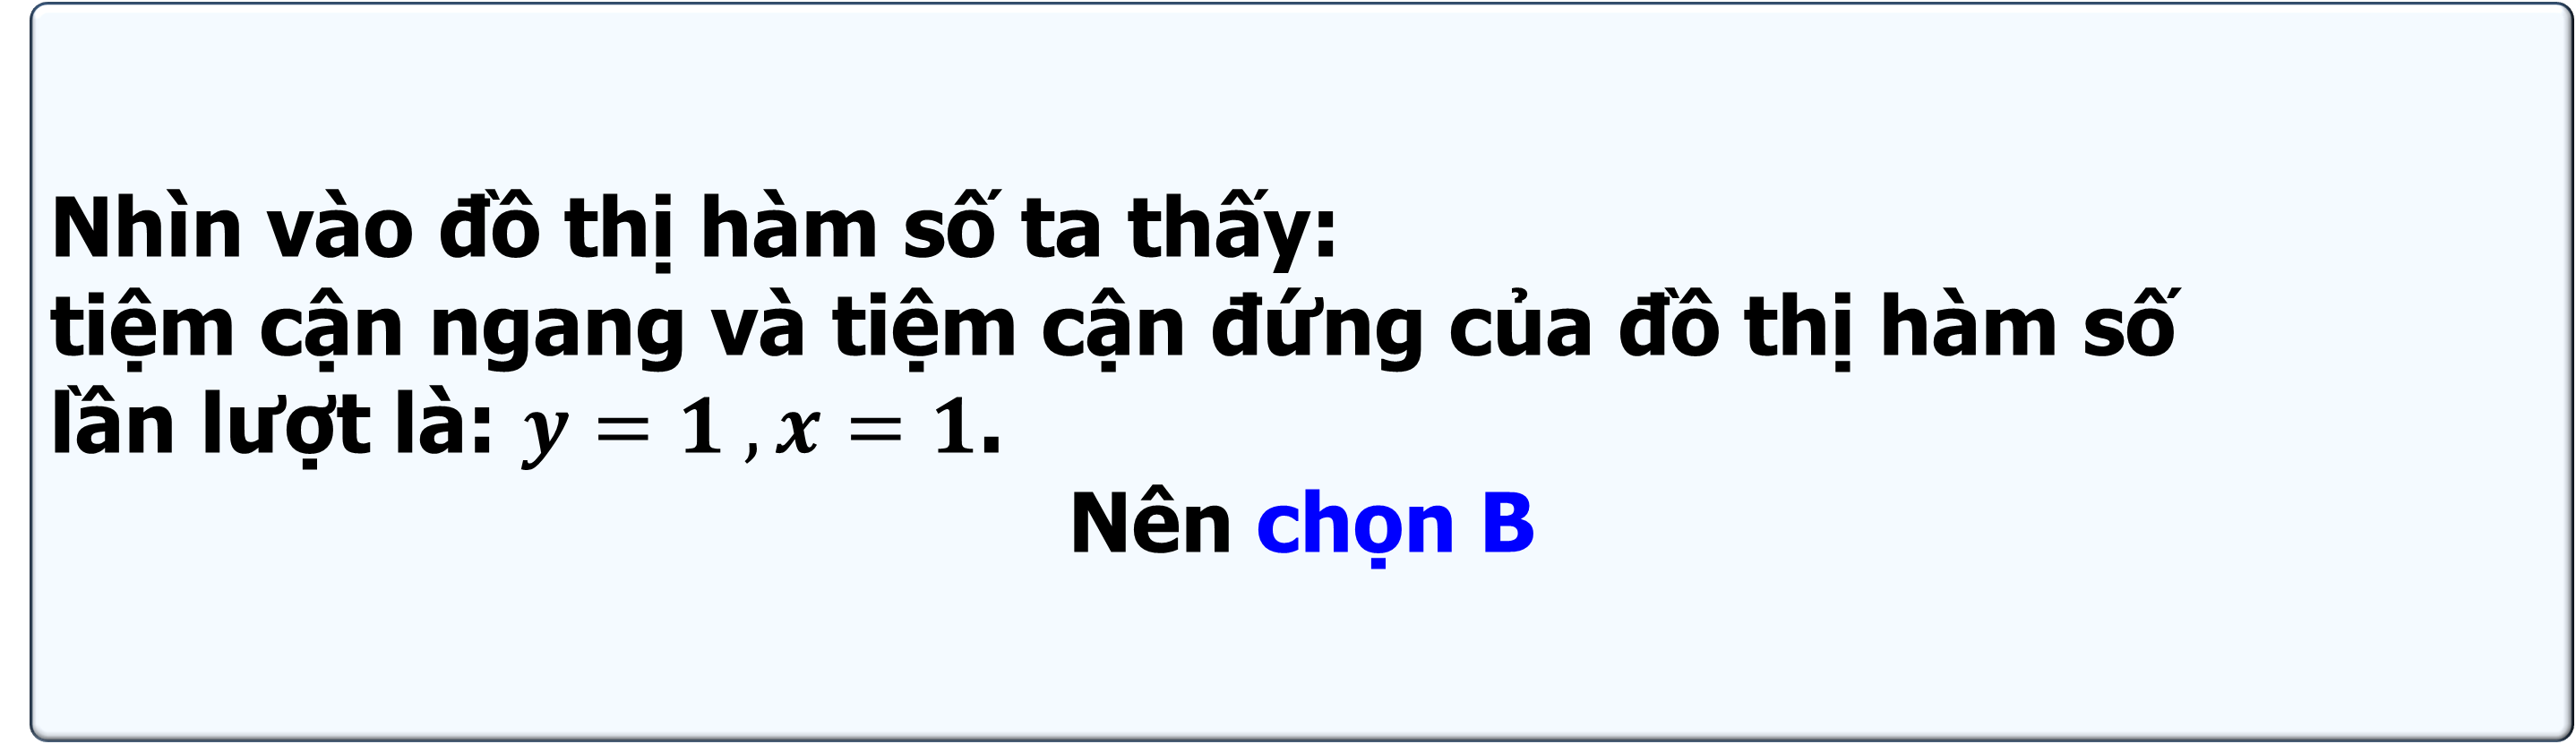 Nhìn vào đồ thị hàm số ta thấy:
tiệm cận ngang và tiệm cận đứng của đồ thị hàm số
lần lượt là: y = 1 , x = 1.
Nên chọn B